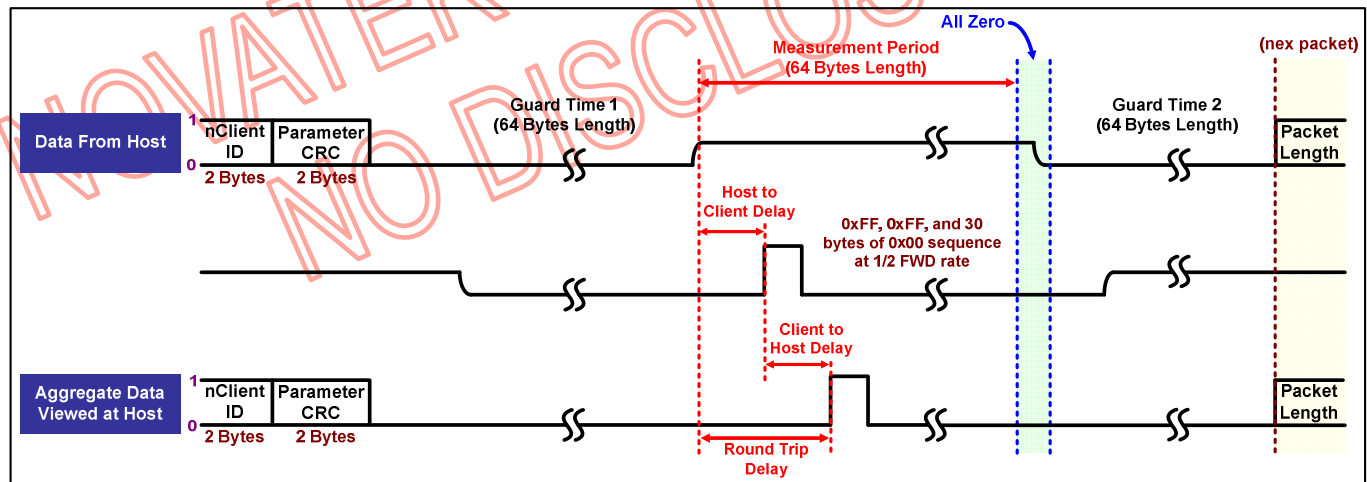 NOVATE
NO DISCLOS
All Zero
Measurement Period
(64 Bytes Length)
(nex packet)
Guard Time 1
(64 Bytes Length)
Guard Time 2
(64 Bytes Length)
Data From Host
1
0
nClient
ID
Parameter
CRC
2 Bytes
2 Bytes
Packet
Length
Host to
Client Delay
0xFF, 0xFF, and 30
bytes of 0x00 sequence
at 1/2 FWD rate
Client to
Host Delay
Aggregate Data
Viewed at Host
1
0
nClient
ID
Parameter
CRC
2 Bytes
2 Bytes
Packet
Length
Round Trip
Delay